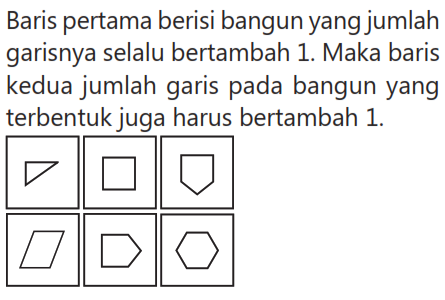 Baris pertama berisi bangun yang jumlah
garisnya selalu bertambah 1. Maka baris
kedua jumlah garis pada bangun yang
terbentuk juga harus bertambah 1.